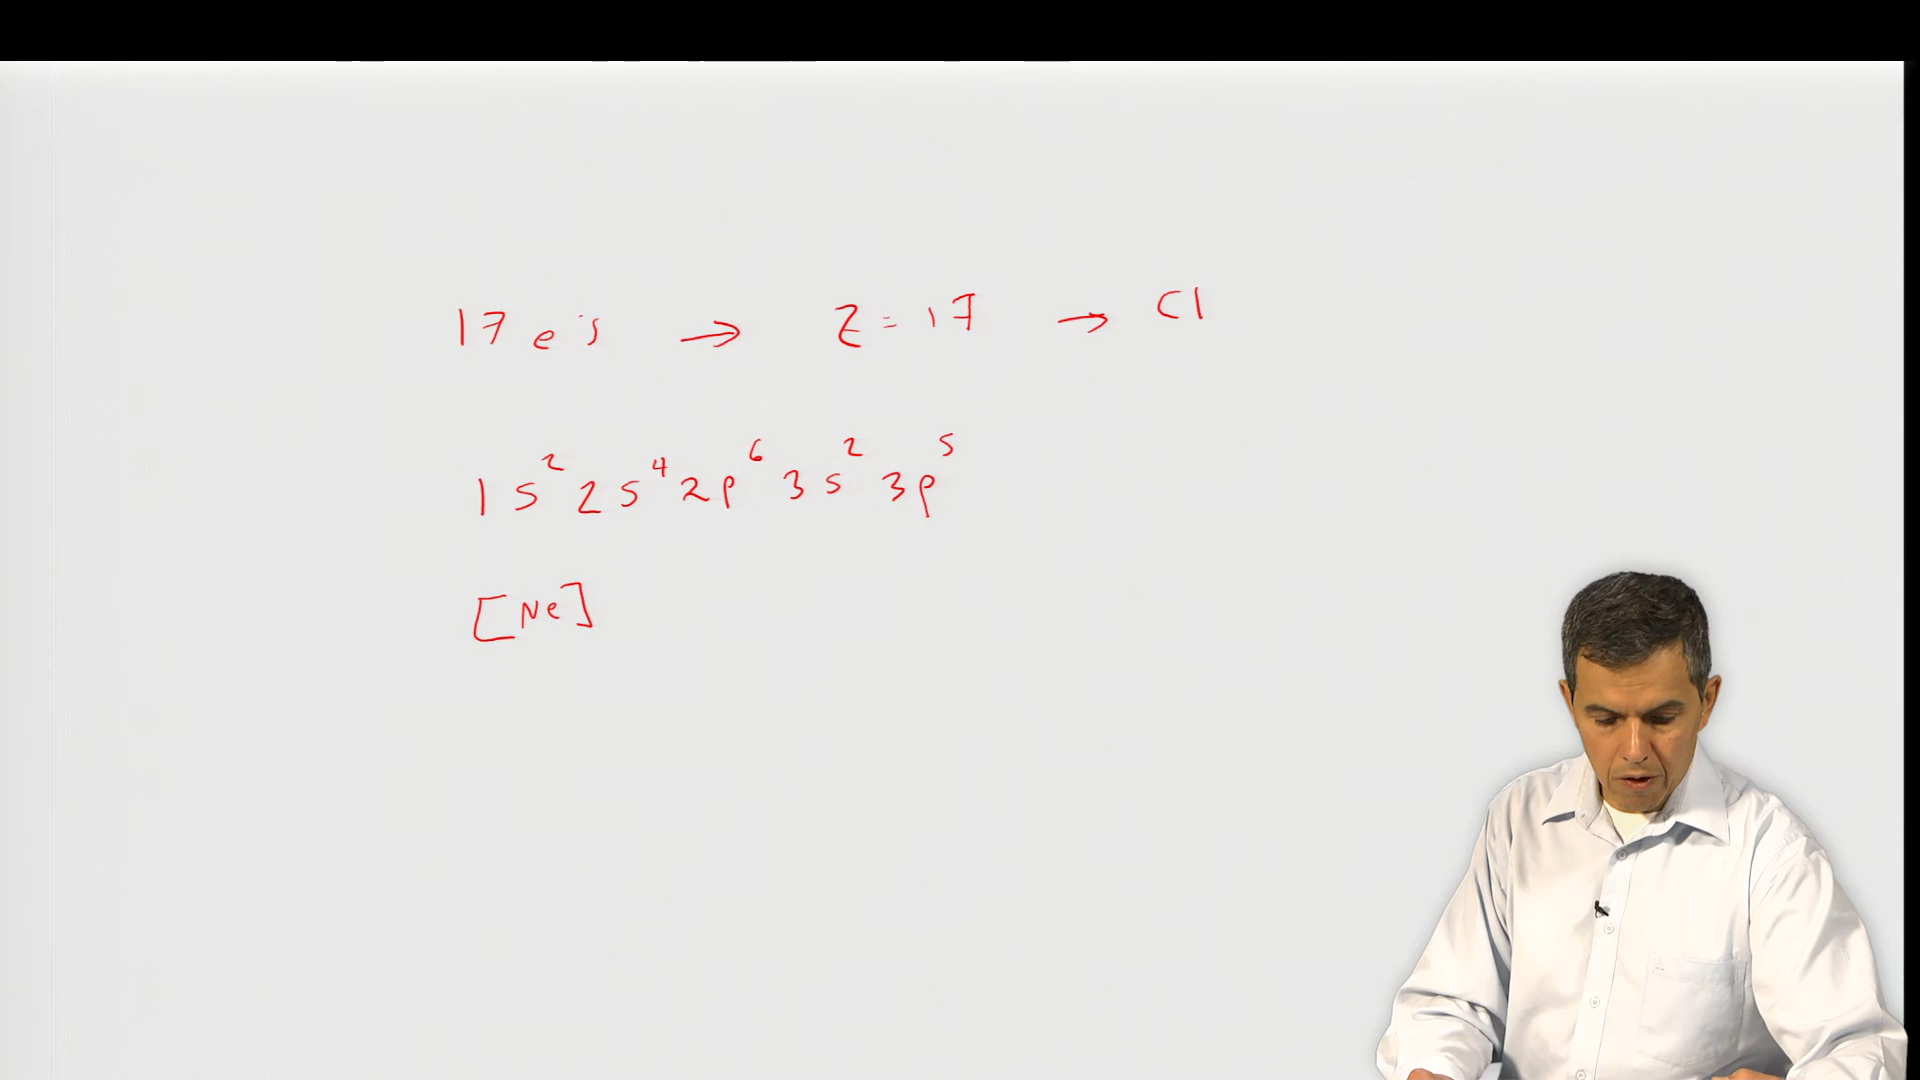 17 e's → Z = 17 → Cl
1s² 2s⁴ 2p⁶ 3s² 3p⁵
[Ne]